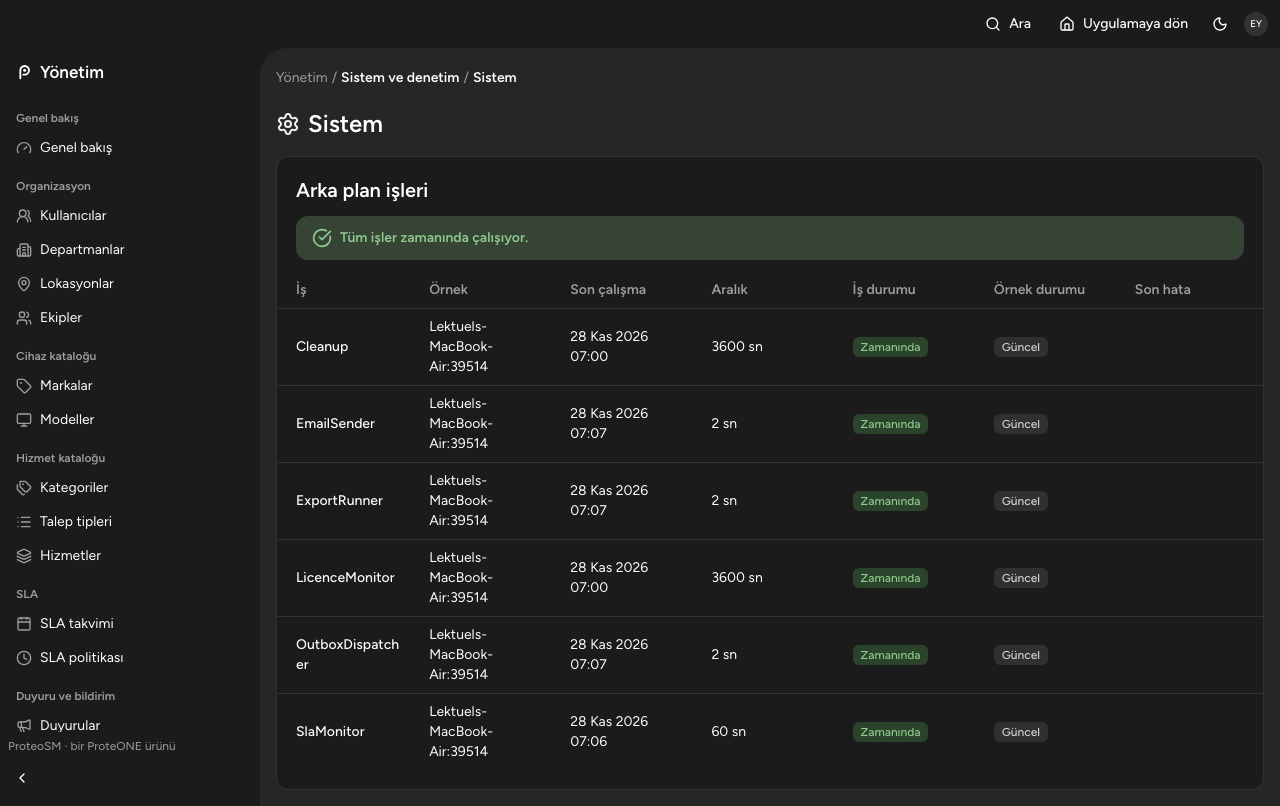 Ara
Uygulamaya dön
EY
Yönetim
Genel bakış
Genel bakış
Organizasyon
Kullanıcılar
Departmanlar
Lokasyonlar
Ekipler
Cihaz kataloğu
Markalar
Modeller
Hizmet kataloğu
Kategoriler
Talep tipleri
Hizmetler
SLA
SLA takvimi
SLA politikası
Duyuru ve bildirim
Duyurular
ProteoSM · bir ProteONE ürünü
Yönetim / Sistem ve denetim / Sistem
Sistem
Arka plan işleri
Tüm işler zamanında çalışıyor.
İş Örnek Son çalışma Aralık İş durumu Örnek durumu Son hata
Cleanup
Lektuels-
MacBook-
Air:39514
28 Kas 2026
07:00
3600 sn
Zamanında
Güncel
EmailSender
Lektuels-
MacBook-
Air:39514
28 Kas 2026
07:07
2 sn
Zamanında
Güncel
ExportRunner
Lektuels-
MacBook-
Air:39514
28 Kas 2026
07:07
2 sn
Zamanında
Güncel
LicenceMonitor
Lektuels-
MacBook-
Air:39514
28 Kas 2026
07:00
3600 sn
Zamanında
Güncel
OutboxDispatch
er
Lektuels-
MacBook-
Air:39514
28 Kas 2026
07:07
2 sn
Zamanında
Güncel
SlaMonitor
Lektuels-
MacBook-
Air:39514
28 Kas 2026
07:06
60 sn
Zamanında
Güncel